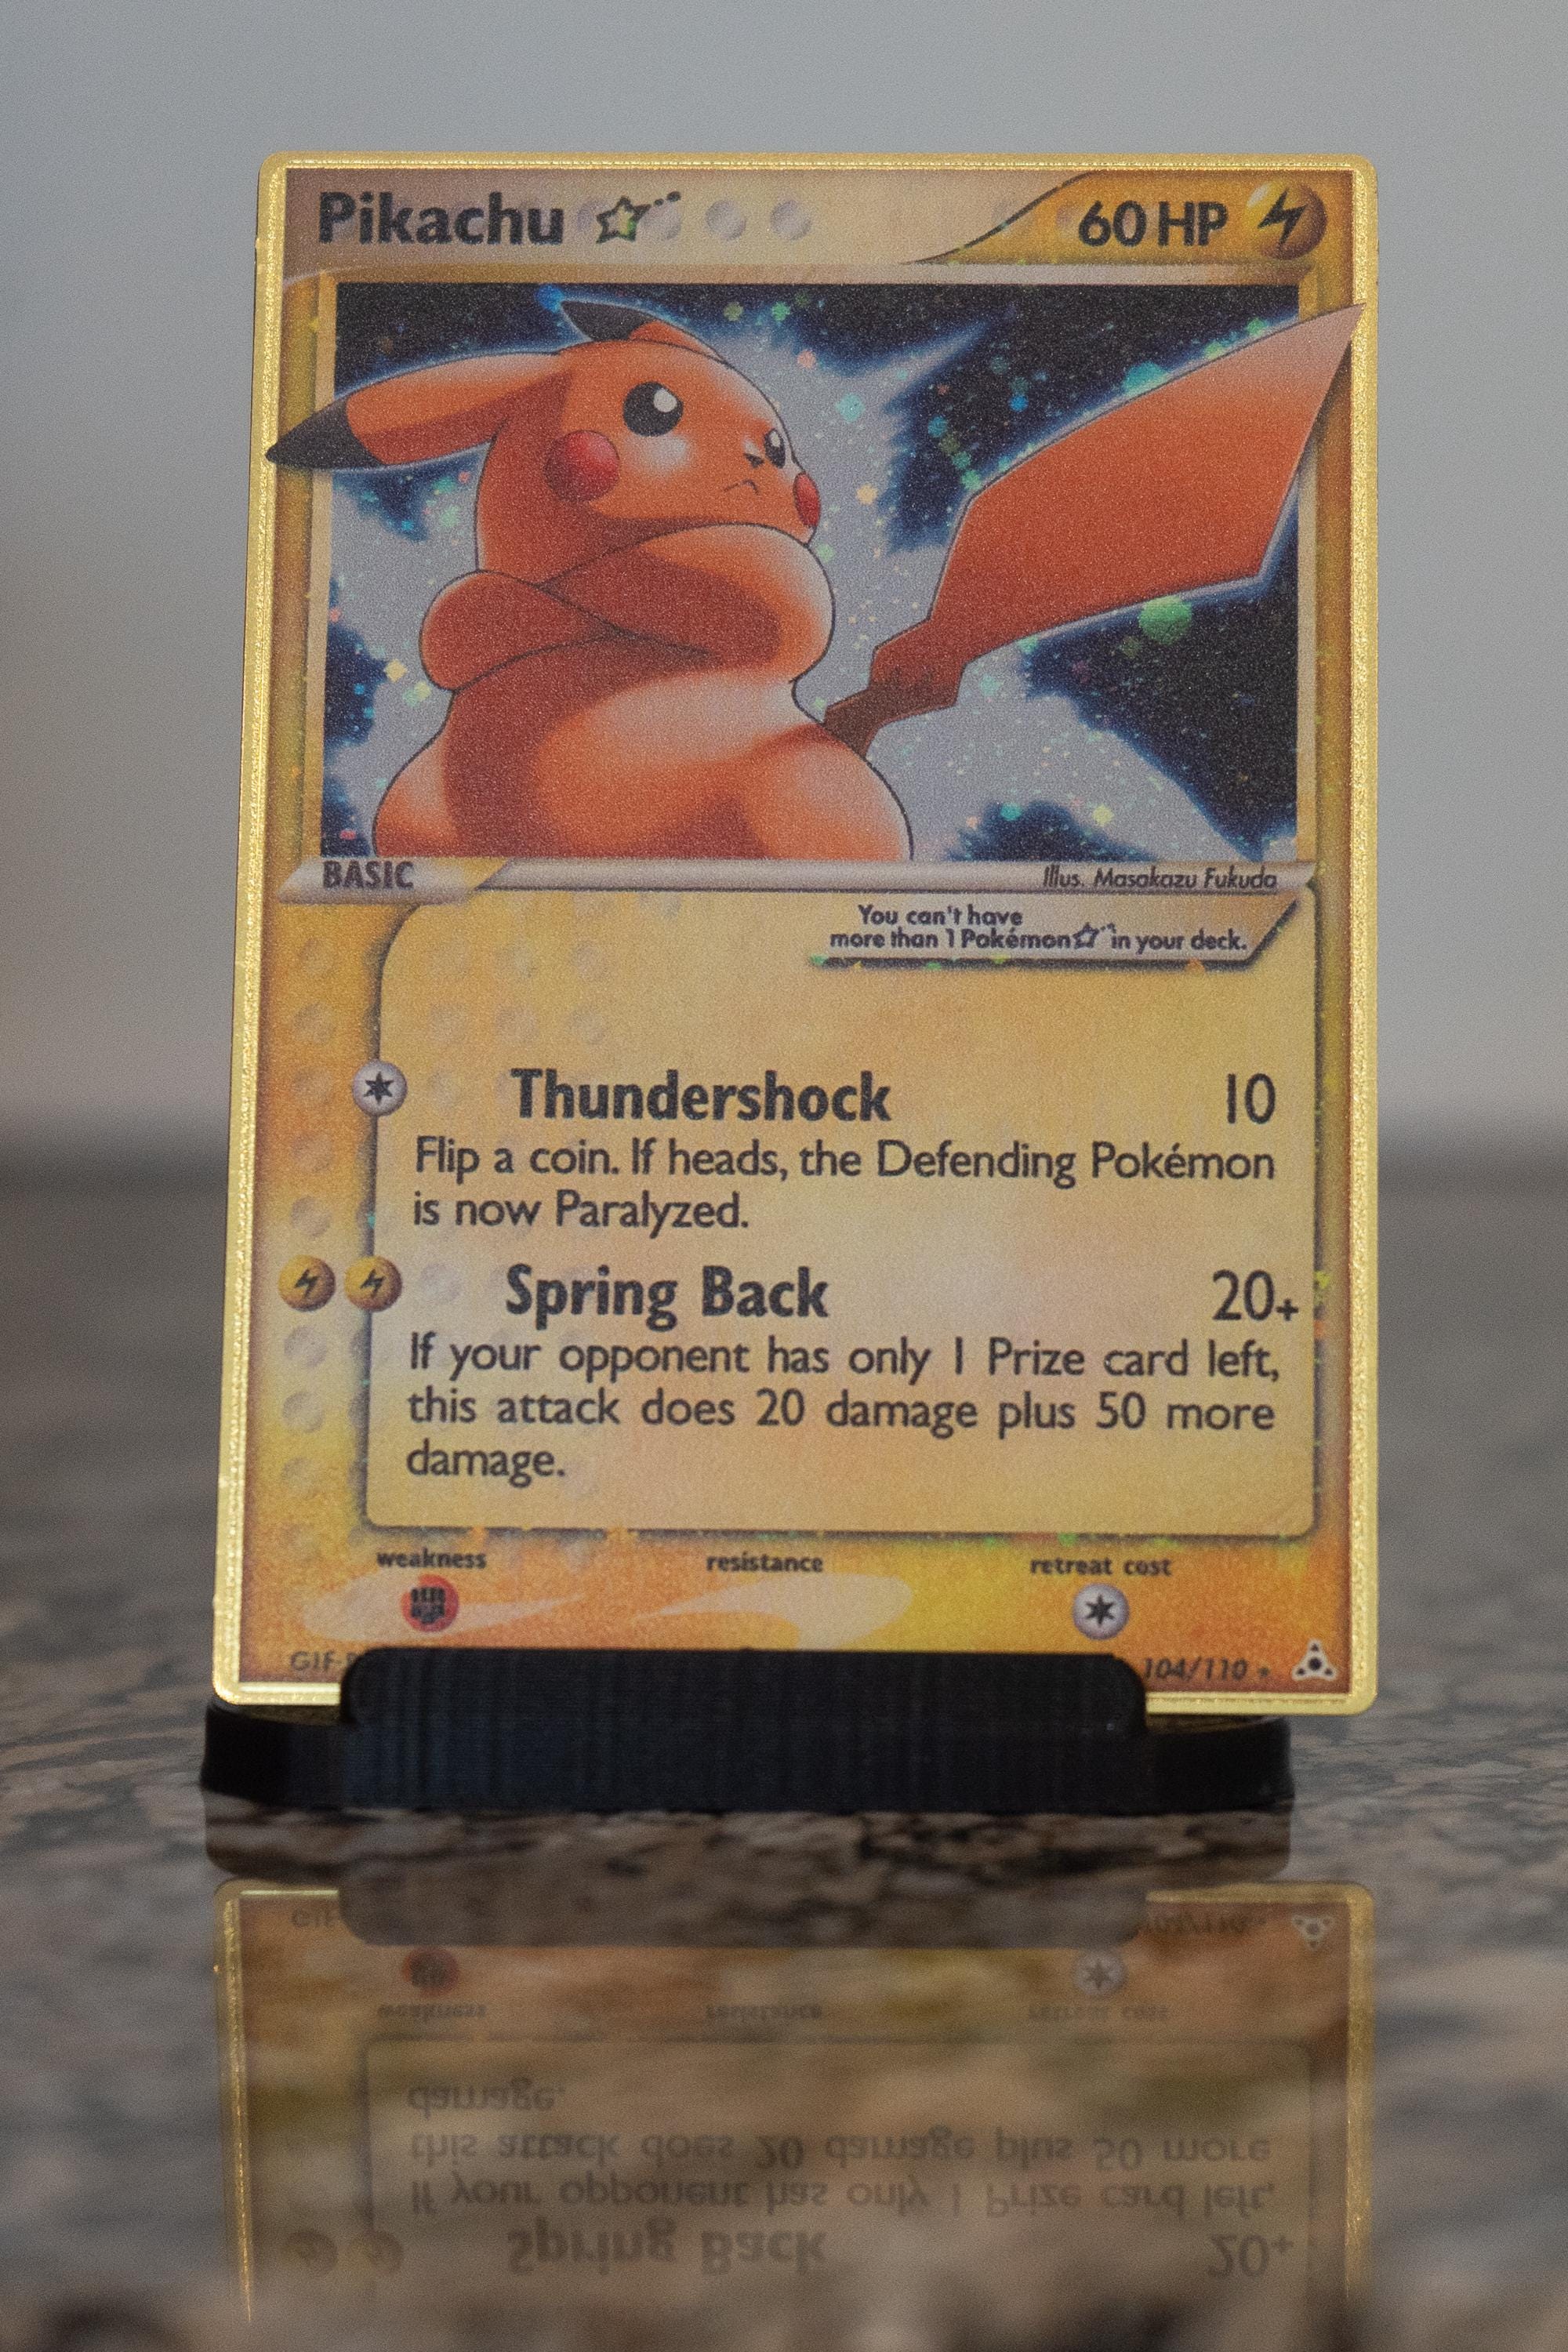 Pikachu ☆
60 HP
BASIC
Illus. Masakazu Fukuda
You can't have
more than 1 Pokémon☆ in your deck.
Thundershock 10
Flip a coin. If heads, the Defending Pokémon
is now Paralyzed.
Spring Back 20+
If your opponent has only 1 Prize card left,
this attack does 20 damage plus 50 more
damage.
weakness resistance retreat cost
104/110